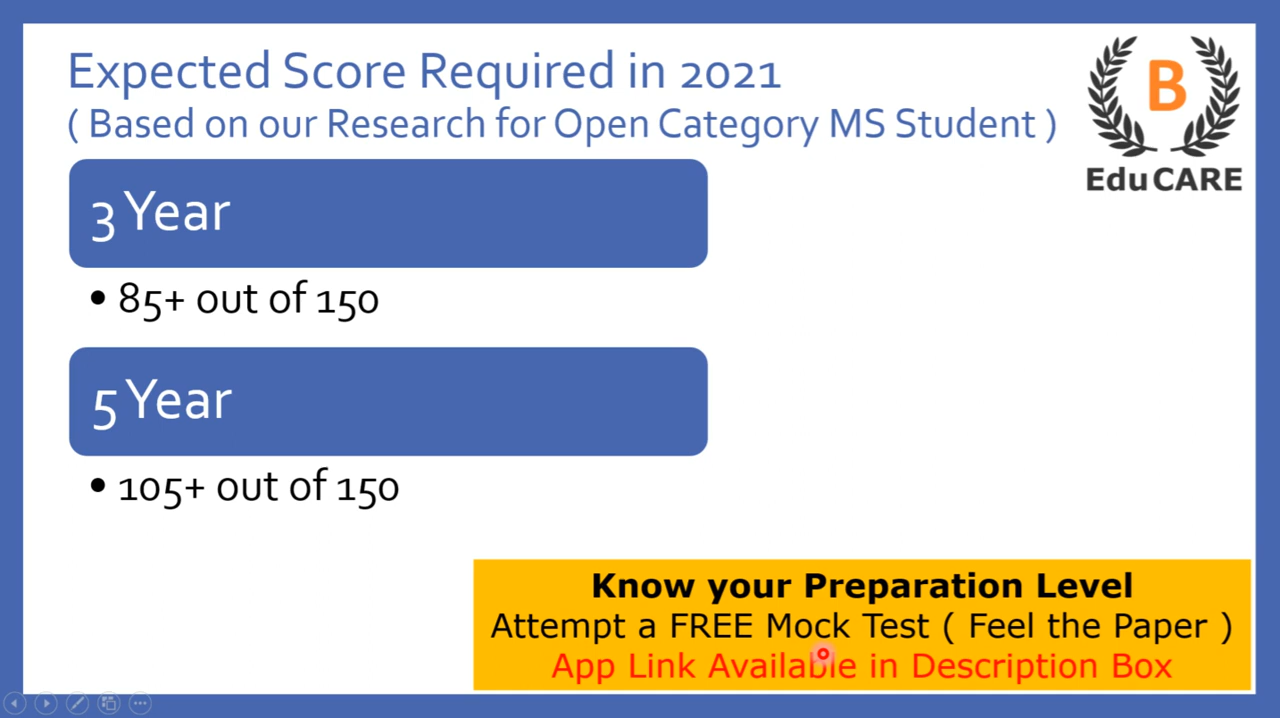 Expected Score Required in 2021
( Based on our Research for Open Category MS Student )
B
EduCARE
3 Year
• 85+ out of 150
5 Year
• 105+ out of 150
Know your Preparation Level
Attempt a FREE Mock Test ( Feel the Paper )
App Link Available in Description Box